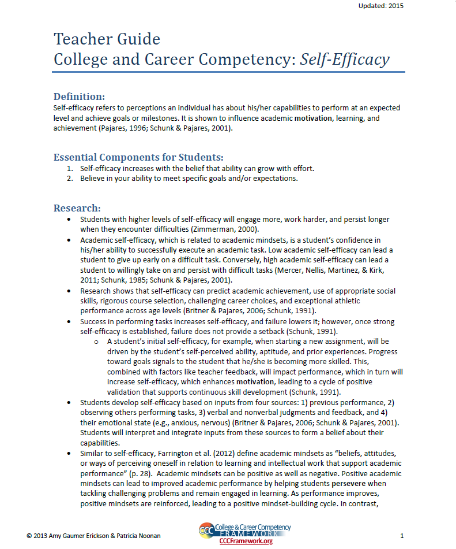 Updated: 2015
Teacher Guide
College and Career Competency: Self-Efficacy
Definition:
Self-efficacy refers to perceptions an individual has about his/her capabilities to perform at an expected
level and achieve goals or milestones. It is shown to influence academic motivation, learning, and
achievement (Pajares, 1996; Schunk & Pajares, 2001).
Essential Components for Students:
1. Self-efficacy increases with the belief that ability can grow with effort.
2. Believe in your ability to meet specific goals and/or expectations.
Research:
• Students with higher levels of self-efficacy will engage more, work harder, and persist longer
when they encounter difficulties (Zimmerman, 2000).
• Academic self-efficacy, which is related to academic mindsets, is a student's confidence in
his/her ability to successfully execute an academic task. Low academic self-efficacy can lead a
student to give up early on a difficult task. Conversely, high academic self-efficacy can lead a
student to willingly take on and persist with difficult tasks (Mercer, Nellis, Martinez, & Kirk,
2011; Schunk, 1985; Schunk & Pajares, 2001).
• Research shows that self-efficacy can predict academic achievement, use of appropriate social
skills, rigorous course selection, challenging career choices, and exceptional athletic
performance across age levels (Britner & Pajares, 2006; Schunk, 1991).
• Success in performing tasks increases self-efficacy, and failure lowers it; however, once strong
self-efficacy is established, failure does not provide a setback (Schunk, 1991).
o A student's initial self-efficacy, for example, when starting a new assignment, will be
driven by the student's self-perceived ability, aptitude, and prior experiences. Progress
toward goals signals to the student that he/she is becoming more skilled. This,
combined with factors like teacher feedback, will impact performance, which in turn will
increase self-efficacy, which enhances motivation, leading to a cycle of positive
validation that supports continuous skill development (Schunk, 1991).
• Students develop self-efficacy based on inputs from four sources: 1) previous performance, 2)
observing others performing tasks, 3) verbal and nonverbal judgments and feedback, and 4)
their emotional state (e.g., anxious, nervous) (Britner & Pajares, 2006; Schunk & Pajares, 2001).
Students will interpret and integrate inputs from these sources to form a belief about their
capabilities.
• Similar to self-efficacy, Farrington et al. (2012) define academic mindsets as "beliefs, attitudes,
or ways of perceiving oneself in relation to learning and intellectual work that support academic
performance" (p. 28). Academic mindsets can be positive as well as negative. Positive academic
mindsets can lead to improved academic performance by helping students persevere when
tackling challenging problems and remain engaged in learning. As performance improves,
positive mindsets are reinforced, leading to a positive mindset-building cycle. In contrast,
© 2013 Amy Gaumer Erickson & Patricia Noonan
CCC College & Career Competency
FRAMEWORK
CCCFramework.org
1